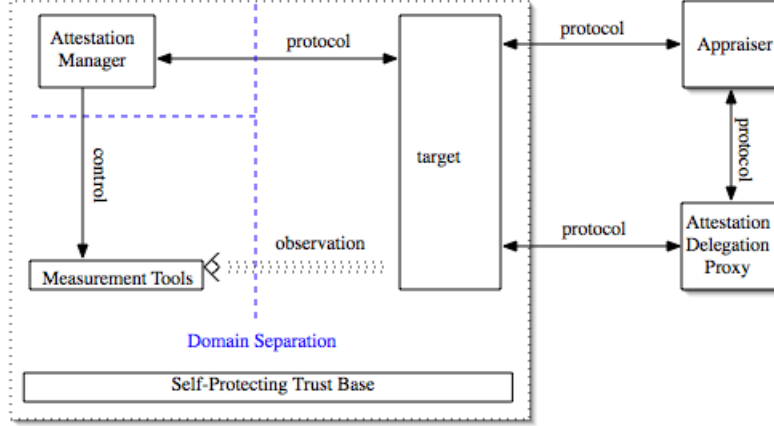 Attestation
Manager
protocol
protocol
Appraiser
control
target
protocol
observation
protocol
Attestation
Delegation
Proxy
Measurement Tools
Domain Separation
Self-Protecting Trust Base